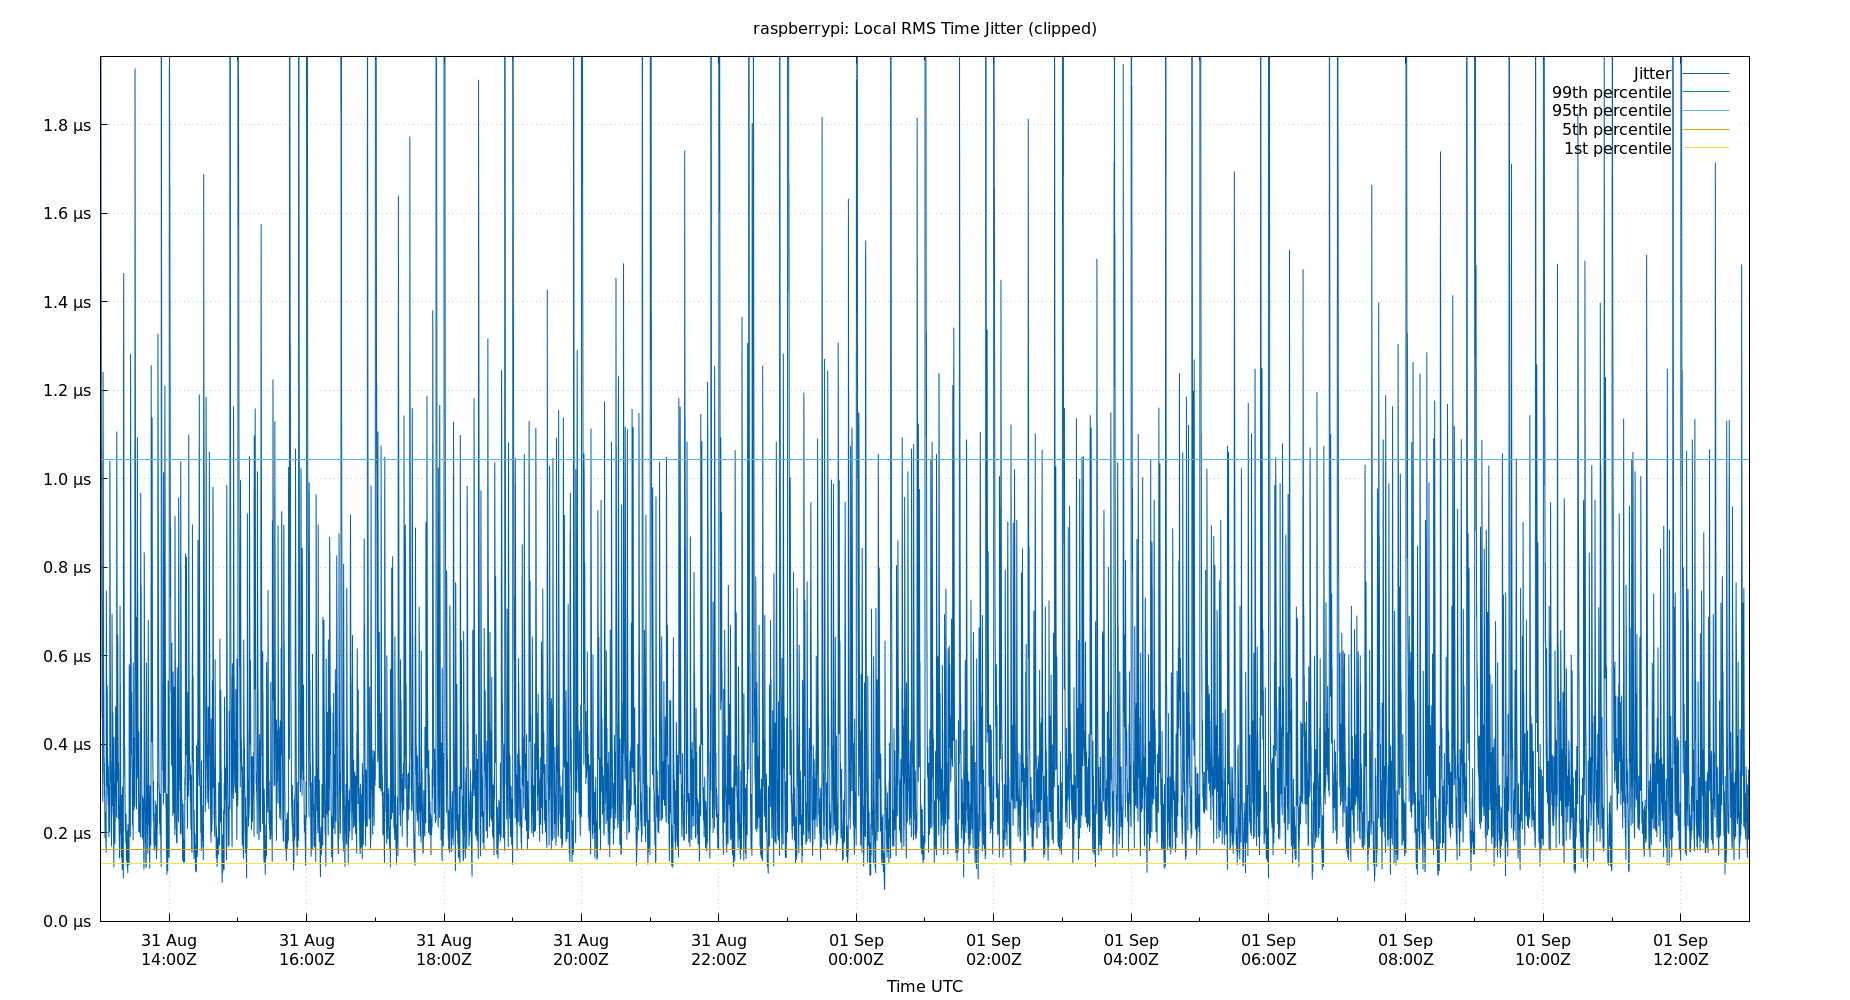 raspberrypi: Local RMS Time Jitter (clipped)
Jitter
99th percentile
95th percentile
5th percentile
1st percentile
1.8 μs
1.6 μs
1.4 μs
1.2 μs
1.0 μs
0.8 μs
0.6 μs
0.4 μs
0.2 μs
0.0 μs
31 Aug 31 Aug 31 Aug 31 Aug 31 Aug 01 Sep 01 Sep 01 Sep 01 Sep 01 Sep 01 Sep 01 Sep
14:00Z 16:00Z 18:00Z 20:00Z 22:00Z 00:00Z 02:00Z 04:00Z 06:00Z 08:00Z 10:00Z 12:00Z
Time UTC